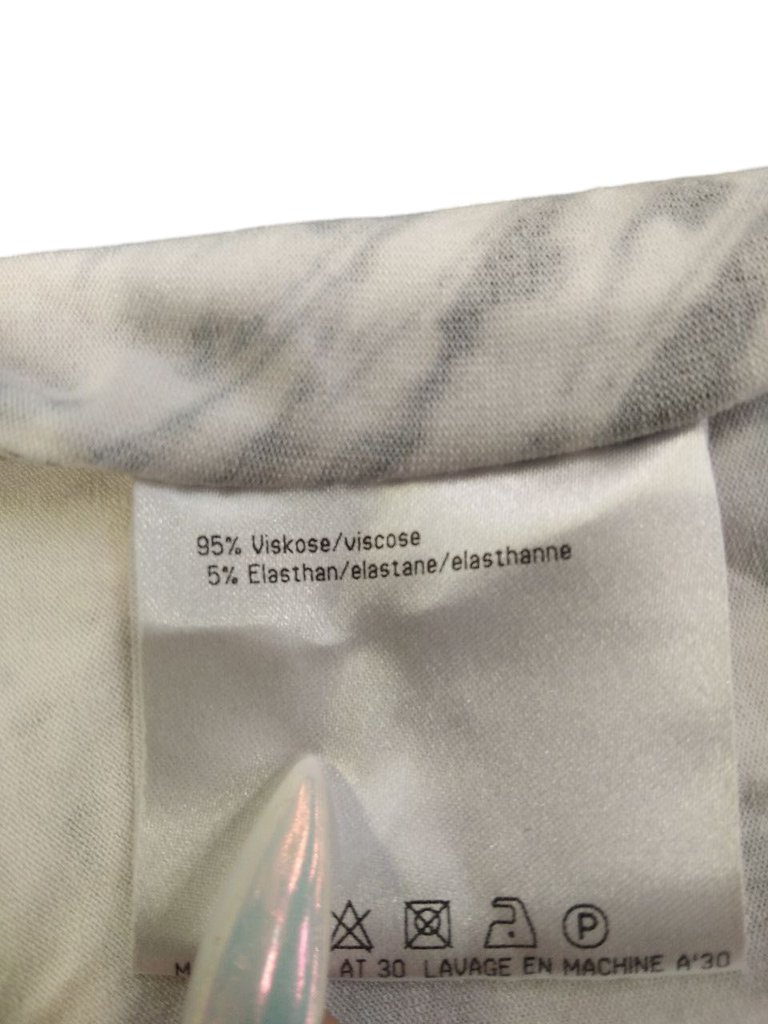 95% Viskose/viscose
5% Elasthan/elastane/elasthanne
P
AT 30 LAVAGE EN MACHINE A'30